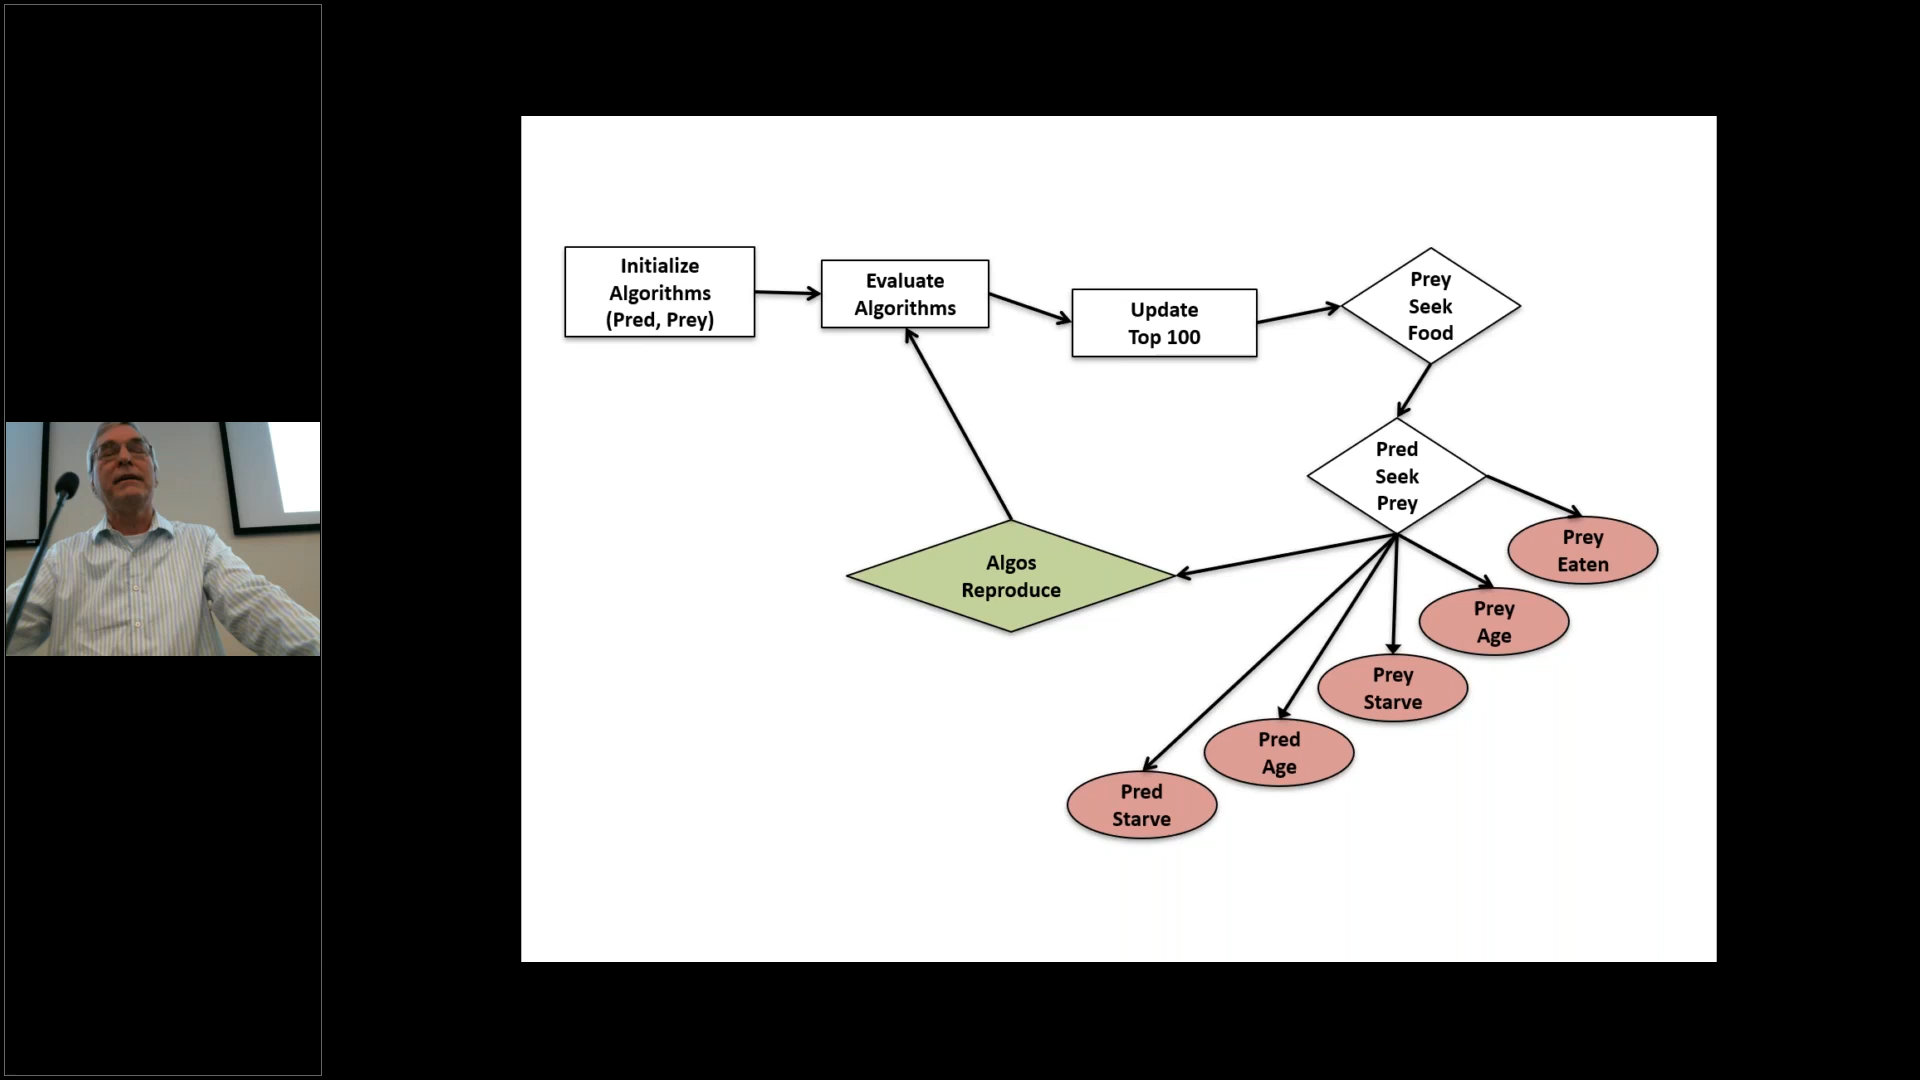 Initialize
Algorithms
(Pred, Prey)
Evaluate
Algorithms
Update
Top 100
Prey
Seek
Food
Pred
Seek
Prey
Algos
Reproduce
Prey
Eaten
Prey
Age
Prey
Starve
Pred
Age
Pred
Starve